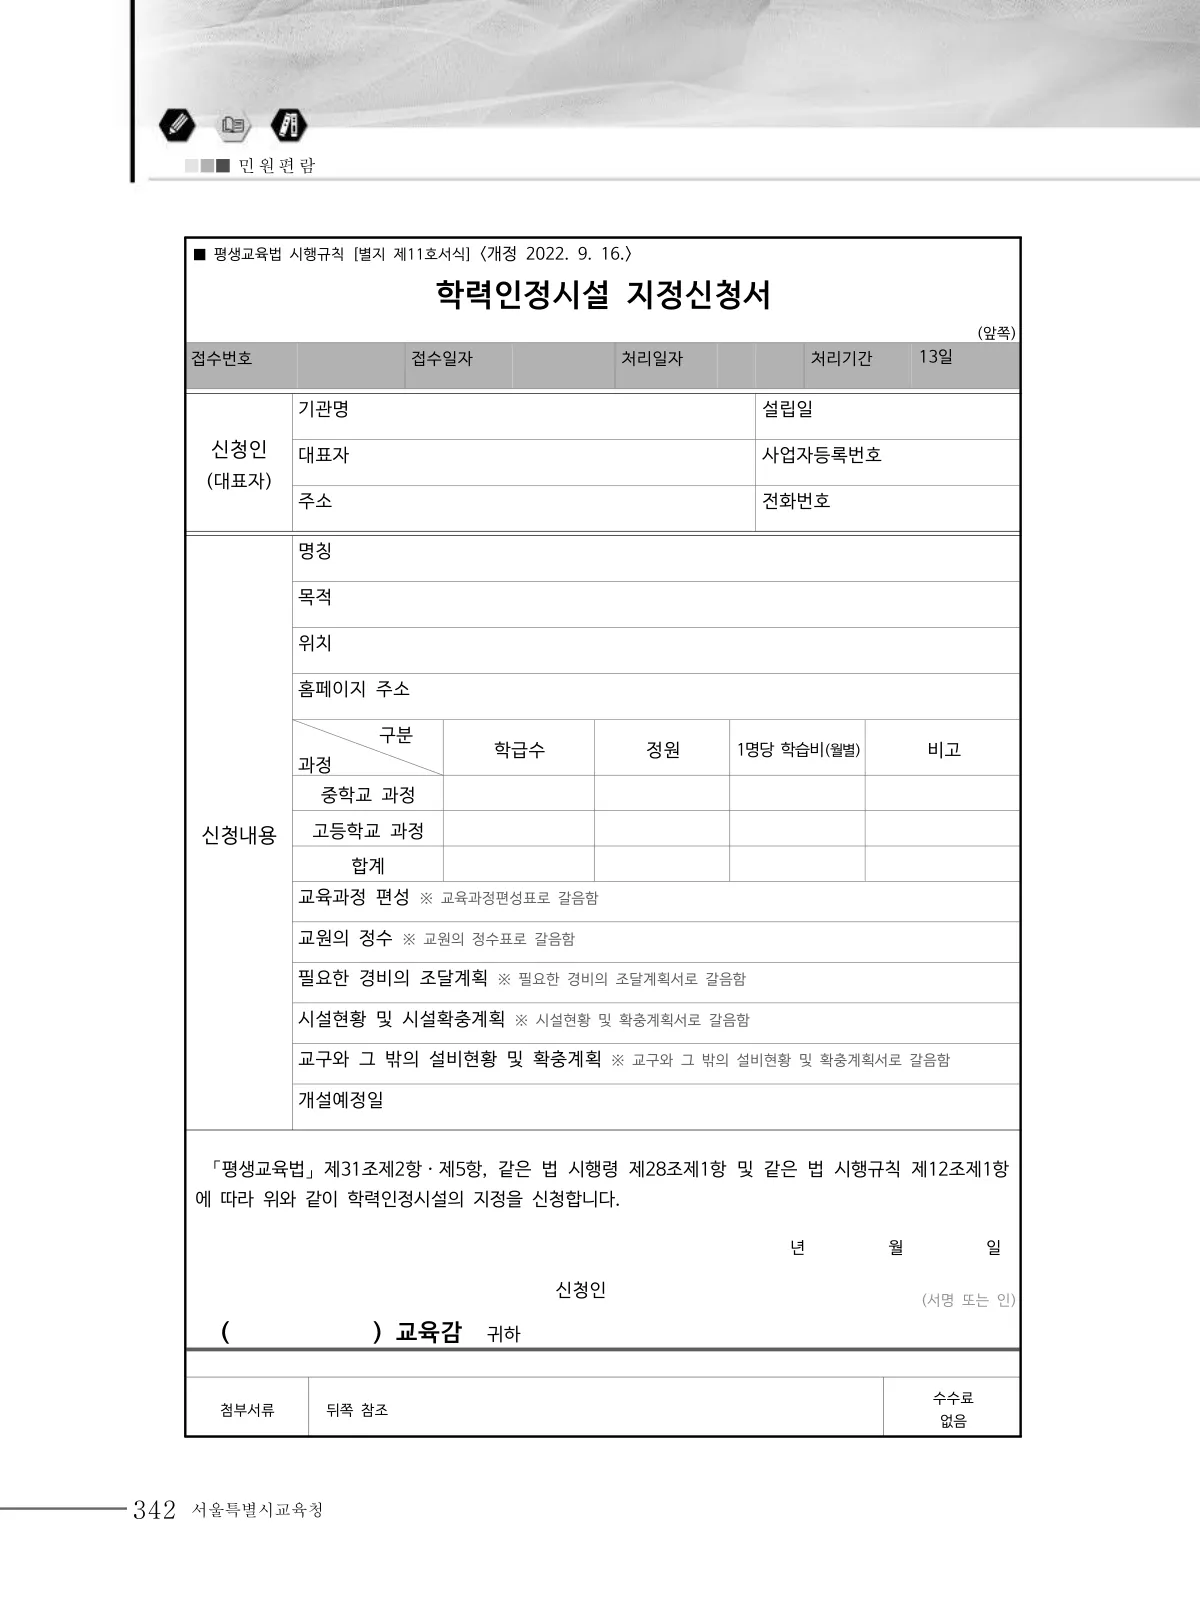 민원편람
■ 평생교육법 시행규칙 [별지 제11호서식] 〈개정 2022. 9. 16.〉
학력인정시설 지정신청서
(앞쪽)
접수번호 접수일자 처리일자 처리기간 13일
신청인
(대표자)
기관명 설립일
대표자 사업자등록번호
주소 전화번호
신청내용
명칭
목적
위치
홈페이지 주소
구분
과정
학급수 정원 1명당 학습비(월별) 비고
중학교 과정
고등학교 과정
합계
교육과정 편성 ※ 교육과정편성표로 갈음함
교원의 정수 ※ 교원의 정수표로 갈음함
필요한 경비의 조달계획 ※ 필요한 경비의 조달계획서로 갈음함
시설현황 및 시설확충계획 ※ 시설현황 및 확충계획서로 갈음함
교구와 그 밖의 설비현황 및 확충계획 ※ 교구와 그 밖의 설비현황 및 확충계획서로 갈음함
개설예정일
「평생교육법」제31조제2항ㆍ제5항, 같은 법 시행령 제28조제1항 및 같은 법 시행규칙 제12조제1항
에 따라 위와 같이 학력인정시설의 지정을 신청합니다.
년 월 일
신청인
(서명 또는 인)
( ) 교육감 귀하
첨부서류 뒤쪽 참조
수수료
없음
342 서울특별시교육청